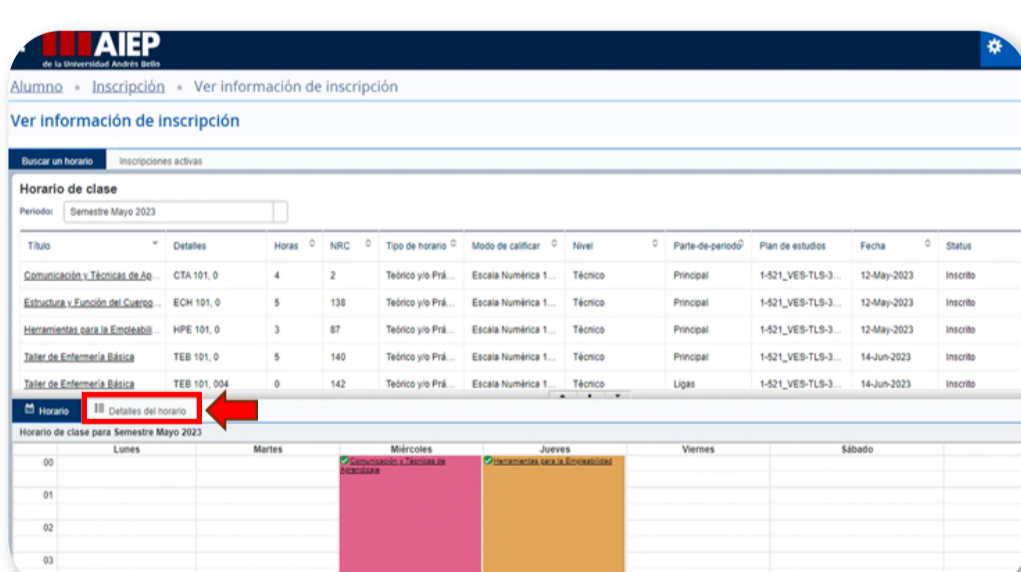 AIEP
de la Universidad Andrés Bello
Alumno • Inscripción • Ver información de inscripción
Ver información de inscripción
Buscar un horario Inscripciones activas
Horario de clase
Periodo: Semestre Mayo 2023
Título Detalles Horas NRC Tipo de horario Modo de calificar Nivel Parte-de-periodo Plan de estudios Fecha Status
Comunicación y Técnicas de Ap... CTA 101, 0 4 2 Teórico y/o Prá... Escala Numérica 1... Técnico Principal 1-521_VES-TLS-3... 12-May-2023 Inscrito
Estructura y Función del Cuerpo... ECH 101, 0 5 138 Teórico y/o Prá... Escala Numérica 1... Técnico Principal 1-521_VES-TLS-3... 12-May-2023 Inscrito
Herramientas para la Empleabili... HPE 101, 0 3 87 Teórico y/o Prá... Escala Numérica 1... Técnico Principal 1-521_VES-TLS-3... 12-May-2023 Inscrito
Taller de Enfermería Básica TEB 101, 0 5 140 Teórico y/o Prá... Escala Numérica 1... Técnico Principal 1-521_VES-TLS-3... 14-Jun-2023 Inscrito
Taller de Enfermería Básica TEB 101, 004 0 142 Teórico y/o Prá... Escala Numérica 1... Técnico Ligas 1-521_VES-TLS-3... 14-Jun-2023 Inscrito
Horario Detalles del horario
Horario de clase para Semestre Mayo 2023
Lunes Martes Miércoles Jueves Viernes Sábado
00 Comunicación y Técnicas de Herramientas para la Empleabilidad
Aprendizaje
01
02
03